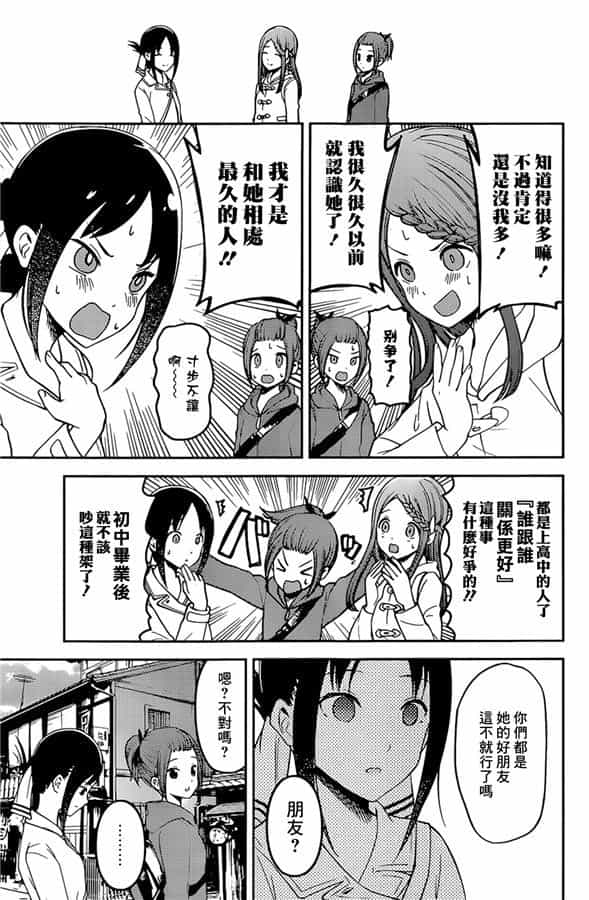 知道得很多嘛！
不過肯定
還是沒我多！
我很久很久以前
就認識她了！
别爭了！
我才是
和她相處
最久的人！！
寸步不讓
啊～～
都是上高中的人了
『誰跟誰
關係更好』
這種事
有什麼好爭的！！
初中畢業後
就不該
吵這種架了！
你們都是
她的好朋友
這不就行了嗎
朋友？
嗯？不對嗎？
………